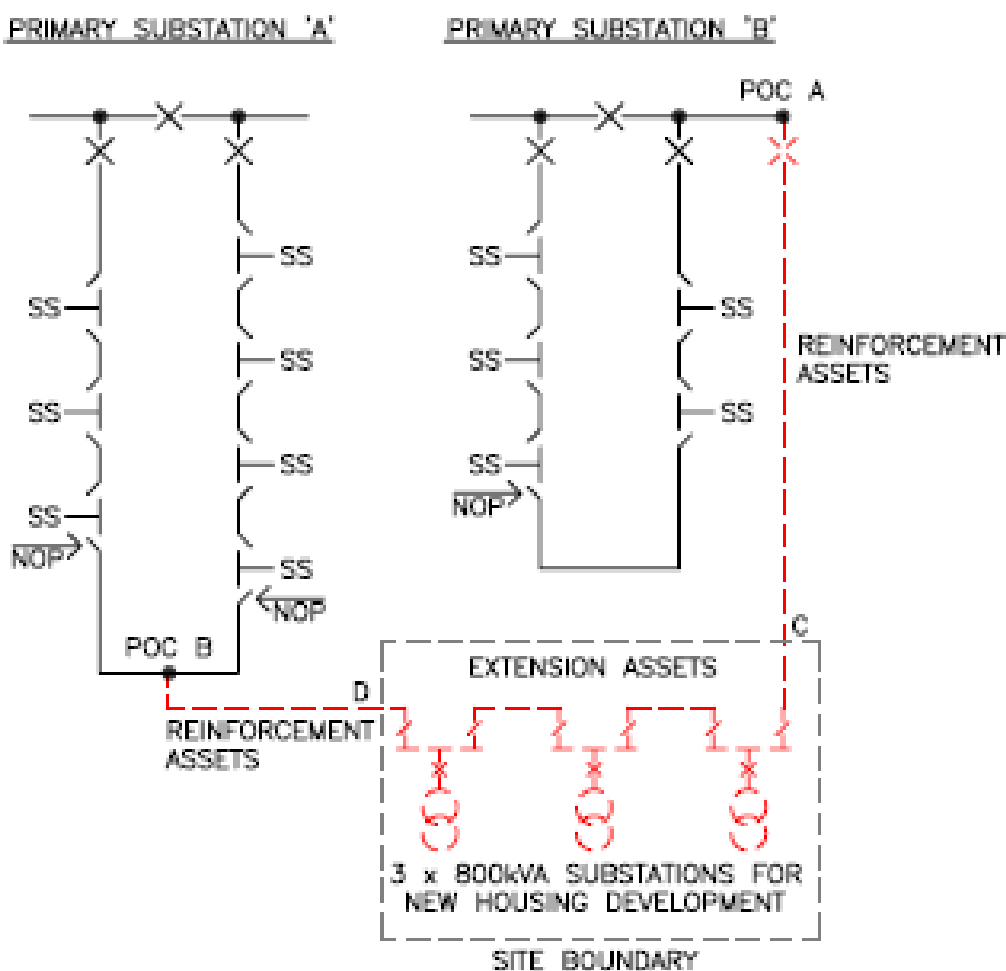 PRIMARY SUBSTATION 'A'
PRIMARY SUBSTATION 'B'
POC A
SS
SS
SS
SS
SS
REINFORCEMENT
ASSETS
SS
SS
SS
SS
SS
SS
SS
NOP
NOP
SS
NOP
POC B
C
EXTENSION ASSETS
D
REINFORCEMENT
ASSETS
3 x 800kVA SUBSTATIONS FOR
NEW HOUSING DEVELOPMENT
SITE BOUNDARY